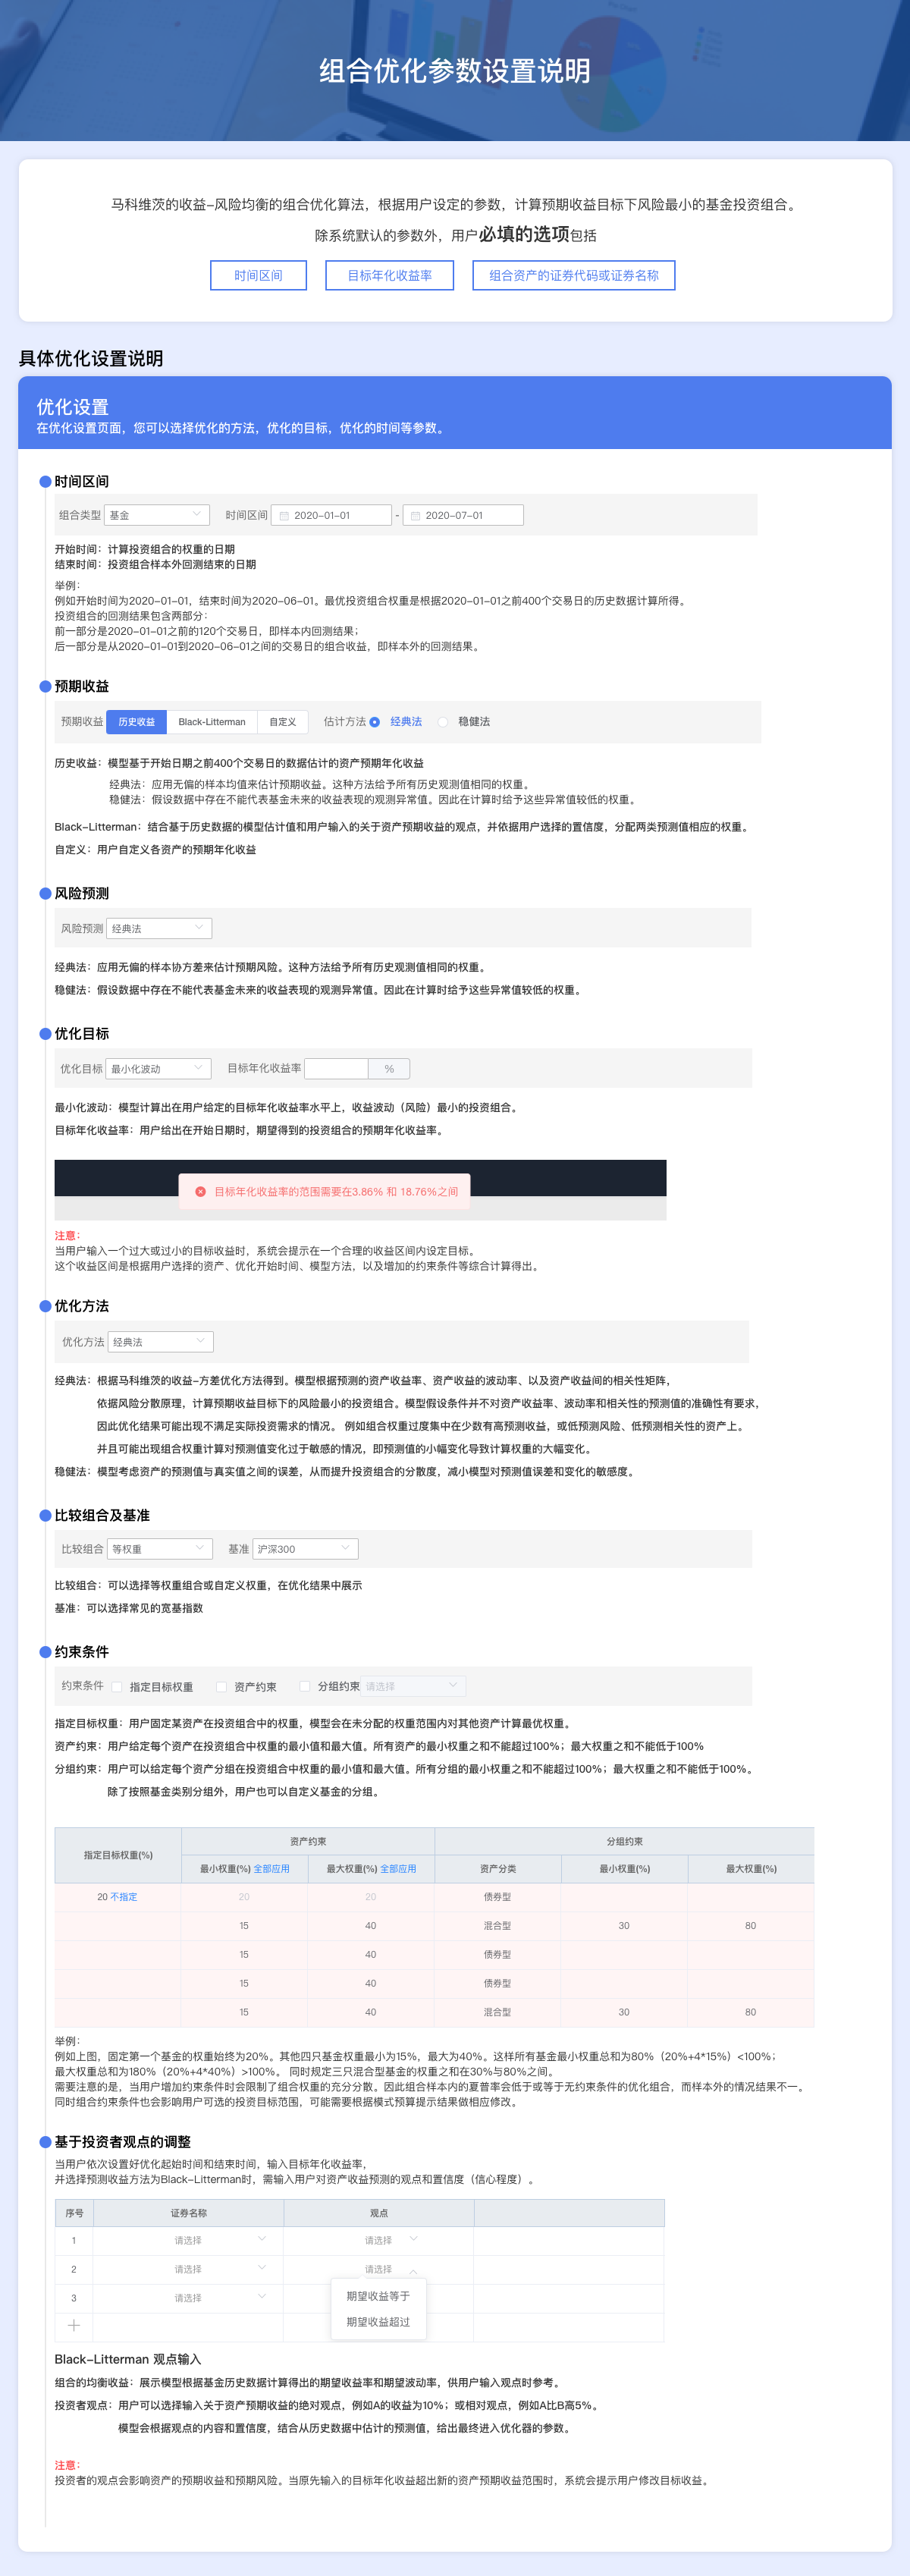 组合优化参数设置说明
马科维茨的收益-风险均衡的组合优化算法，根据用户设定的参数，计算预期收益目标下风险最小的基金投资组合。
除系统默认的参数外，用户必填的选项包括
时间区间 目标年化收益率 组合资产的证券代码或证券名称
具体优化设置说明
优化设置
在优化设置页面，您可以选择优化的方法，优化的目标，优化的时间等参数。
时间区间
组合类型 基金 时间区间 2020-01-01 - 2020-07-01
开始时间：计算投资组合的权重的日期
结束时间：投资组合样本外回测结束的日期
举例：
例如开始时间为2020-01-01，结束时间为2020-06-01。最优投资组合权重是根据2020-01-01之前400个交易日的历史数据计算所得。
投资组合的回测结果包含两部分：
前一部分是2020-01-01之前的120个交易日，即样本内回测结果；
后一部分是从2020-01-01到2020-06-01之间的交易日的组合收益，即样本外的回测结果。
预期收益
预期收益 历史收益 Black-Litterman 自定义 估计方法 经典法 稳健法
历史收益：模型基于开始日期之前400个交易日的数据估计的资产预期年化收益
经典法：应用无偏的样本均值来估计预期收益。这种方法给予所有历史观测值相同的权重。
稳健法：假设数据中存在不能代表基金未来的收益表现的观测异常值。因此在计算时给予这些异常值较低的权重。
Black-Litterman：结合基于历史数据的模型估计值和用户输入的关于资产预期收益的观点，并依据用户选择的置信度，分配两类预测值相应的权重。
自定义：用户自定义各资产的预期年化收益
风险预测
风险预测 经典法
经典法：应用无偏的样本协方差来估计预期风险。这种方法给予所有历史观测值相同的权重。
稳健法：假设数据中存在不能代表基金未来的收益表现的观测异常值。因此在计算时给予这些异常值较低的权重。
优化目标
优化目标 最小化波动 目标年化收益率 %
最小化波动：模型计算出在用户给定的目标年化收益率水平上，收益波动（风险）最小的投资组合。
目标年化收益率：用户给出在开始日期时，期望得到的投资组合的预期年化收益率。
目标年化收益率的范围需要在3.86% 和 18.76%之间
注意：
当用户输入一个过大或过小的目标收益时，系统会提示在一个合理的收益区间内设定目标。
这个收益区间是根据用户选择的资产、优化开始时间、模型方法，以及增加的约束条件等综合计算得出。
优化方法
优化方法 经典法
经典法：根据马科维茨的收益-方差优化方法得到。模型根据预测的资产收益率、资产收益的波动率、以及资产收益间的相关性矩阵，
依据风险分散原理，计算预期收益目标下的风险最小的投资组合。模型假设条件并不对资产收益率、波动率和相关性的预测值的准确性有要求，
因此优化结果可能出现不满足实际投资需求的情况。 例如组合权重过度集中在少数有高预测收益，或低预测风险、低预测相关性的资产上。
并且可能出现组合权重计算对预测值变化过于敏感的情况，即预测值的小幅变化导致计算权重的大幅变化。
稳健法：模型考虑资产的预测值与真实值之间的误差，从而提升投资组合的分散度，减小模型对预测值误差和变化的敏感度。
比较组合及基准
比较组合 等权重 基准 沪深300
比较组合：可以选择等权重组合或自定义权重，在优化结果中展示
基准：可以选择常见的宽基指数
约束条件
约束条件 指定目标权重 资产约束 分组约束 请选择
指定目标权重：用户固定某资产在投资组合中的权重，模型会在未分配的权重范围内对其他资产计算最优权重。
资产约束：用户给定每个资产在投资组合中权重的最小值和最大值。所有资产的最小权重之和不能超过100%；最大权重之和不能低于100%
分组约束：用户可以给定每个资产分组在投资组合中权重的最小值和最大值。所有分组的最小权重之和不能超过100%；最大权重之和不能低于100%。
除了按照基金类别分组外，用户也可以自定义基金的分组。
指定目标权重(%) 资产约束 分组约束
最小权重(%) 全部应用 最大权重(%) 全部应用 资产分类 最小权重(%) 最大权重(%)
20 不指定 20 20 债券型
15 40 混合型 30 80
15 40 债券型
15 40 债券型
15 40 混合型 30 80
举例：
例如上图，固定第一个基金的权重始终为20%。其他四只基金权重最小为15%，最大为40%。这样所有基金最小权重总和为80%（20%+4*15%）<100%；
最大权重总和为180%（20%+4*40%）>100%。 同时规定三只混合型基金的权重之和在30%与80%之间。
需要注意的是，当用户增加约束条件时会限制了组合权重的充分分散。因此组合样本内的夏普率会低于或等于无约束条件的优化组合，而样本外的情况结果不一。
同时组合约束条件也会影响用户可选的投资目标范围，可能需要根据模式预算提示结果做相应修改。
基于投资者观点的调整
当用户依次设置好优化起始时间和结束时间，输入目标年化收益率，
并选择预测收益方法为Black-Litterman时，需输入用户对资产收益预测的观点和置信度（信心程度）。
序号 证券名称 观点
1 请选择 请选择
2 请选择 请选择
3 请选择
期望收益等于
期望收益超过
Black-Litterman 观点输入
组合的均衡收益：展示模型根据基金历史数据计算得出的期望收益率和期望波动率，供用户输入观点时参考。
投资者观点：用户可以选择输入关于资产预期收益的绝对观点，例如A的收益为10%；或相对观点，例如A比B高5%。
模型会根据观点的内容和置信度，结合从历史数据中估计的预测值，给出最终进入优化器的参数。
注意：
投资者的观点会影响资产的预期收益和预期风险。当原先输入的目标年化收益超出新的资产预期收益范围时，系统会提示用户修改目标收益。